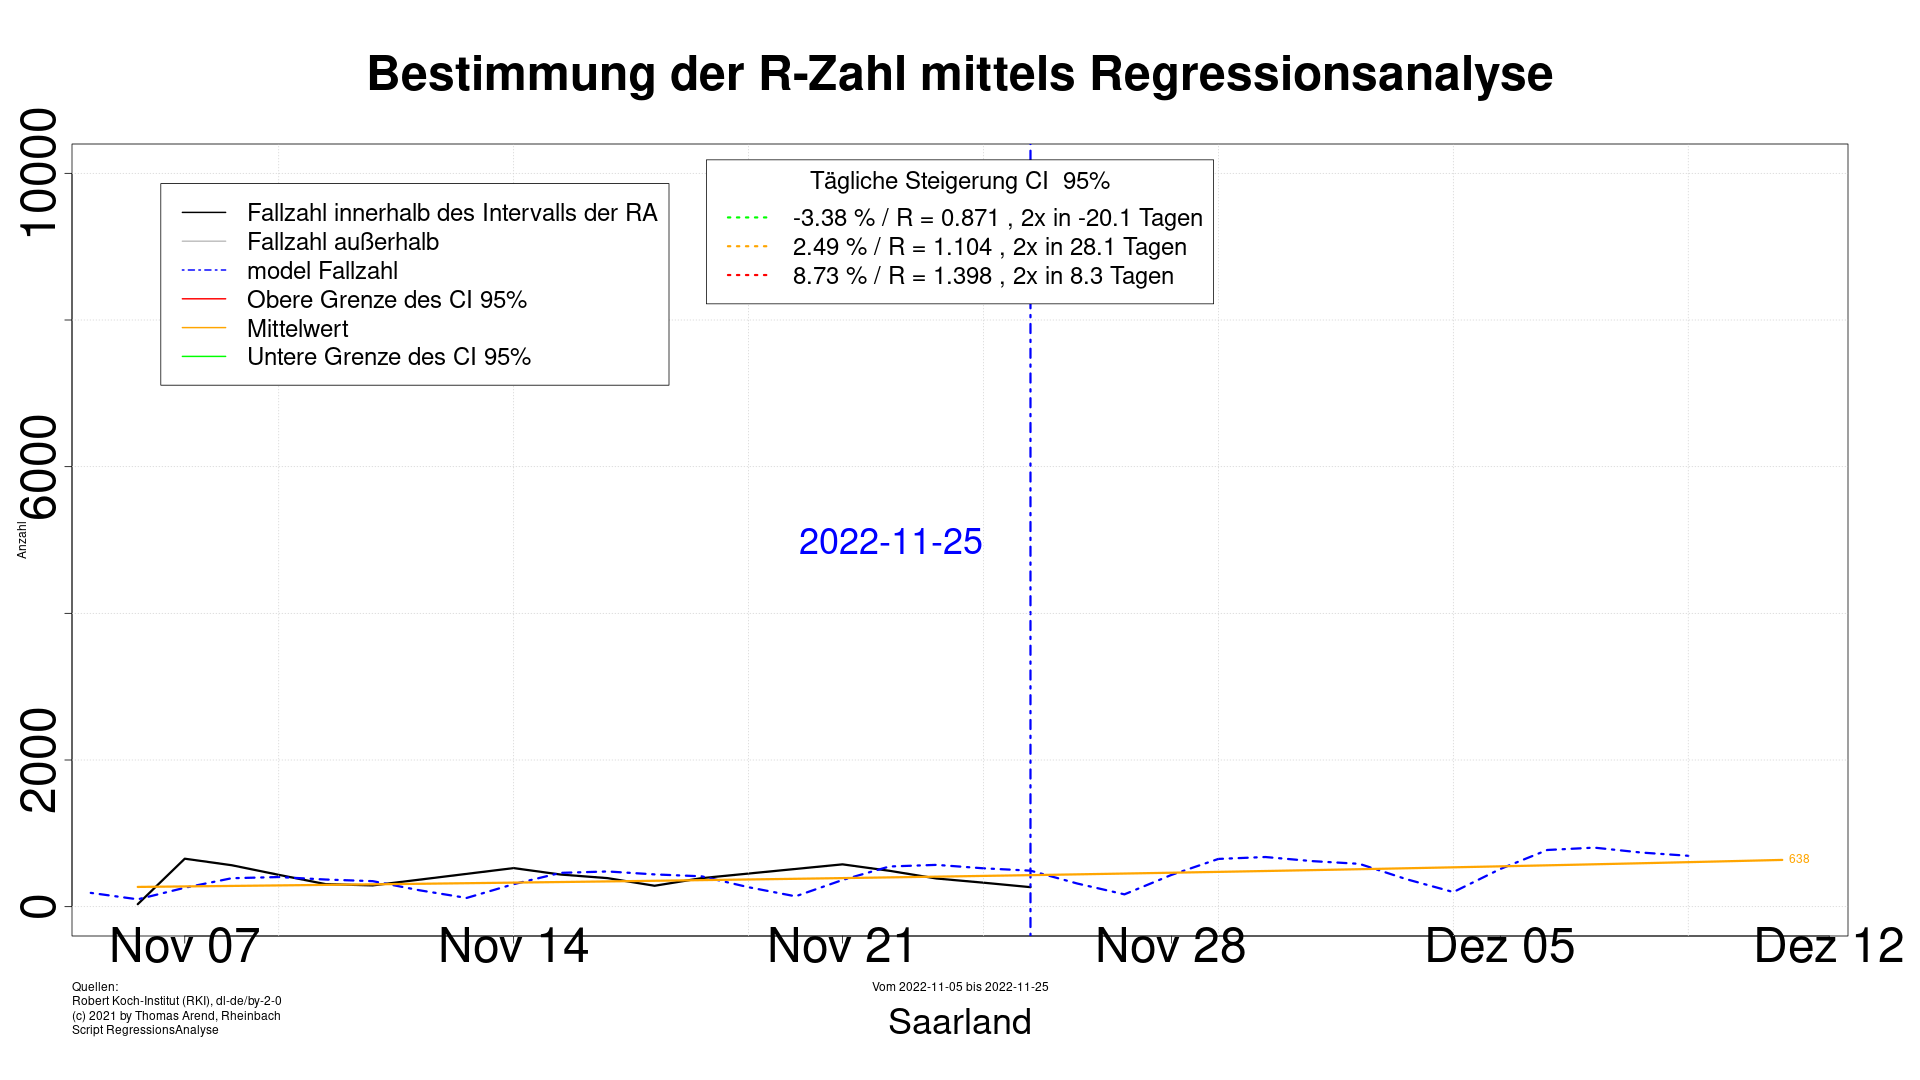 Bestimmung der R-Zahl mittels Regressionsanalyse
10000
6000
2000
0
Anzahl
Fallzahl innerhalb des Intervalls der RA
Fallzahl außerhalb
model Fallzahl
Obere Grenze des CI 95%
Mittelwert
Untere Grenze des CI 95%
Tägliche Steigerung CI  95%
-3.38 % / R = 0.871 , 2x in -20.1 Tagen
2.49 % / R = 1.104 , 2x in 28.1 Tagen
8.73 % / R = 1.398 , 2x in 8.3 Tagen
2022-11-25
638
Nov 07 Nov 14 Nov 21 Nov 28 Dez 05 Dez 12
Quellen:
Robert Koch-Institut (RKI), dl-de/by-2-0
(c) 2021 by Thomas Arend, Rheinbach
Script RegressionsAnalyse
Vom 2022-11-05 bis 2022-11-25
Saarland